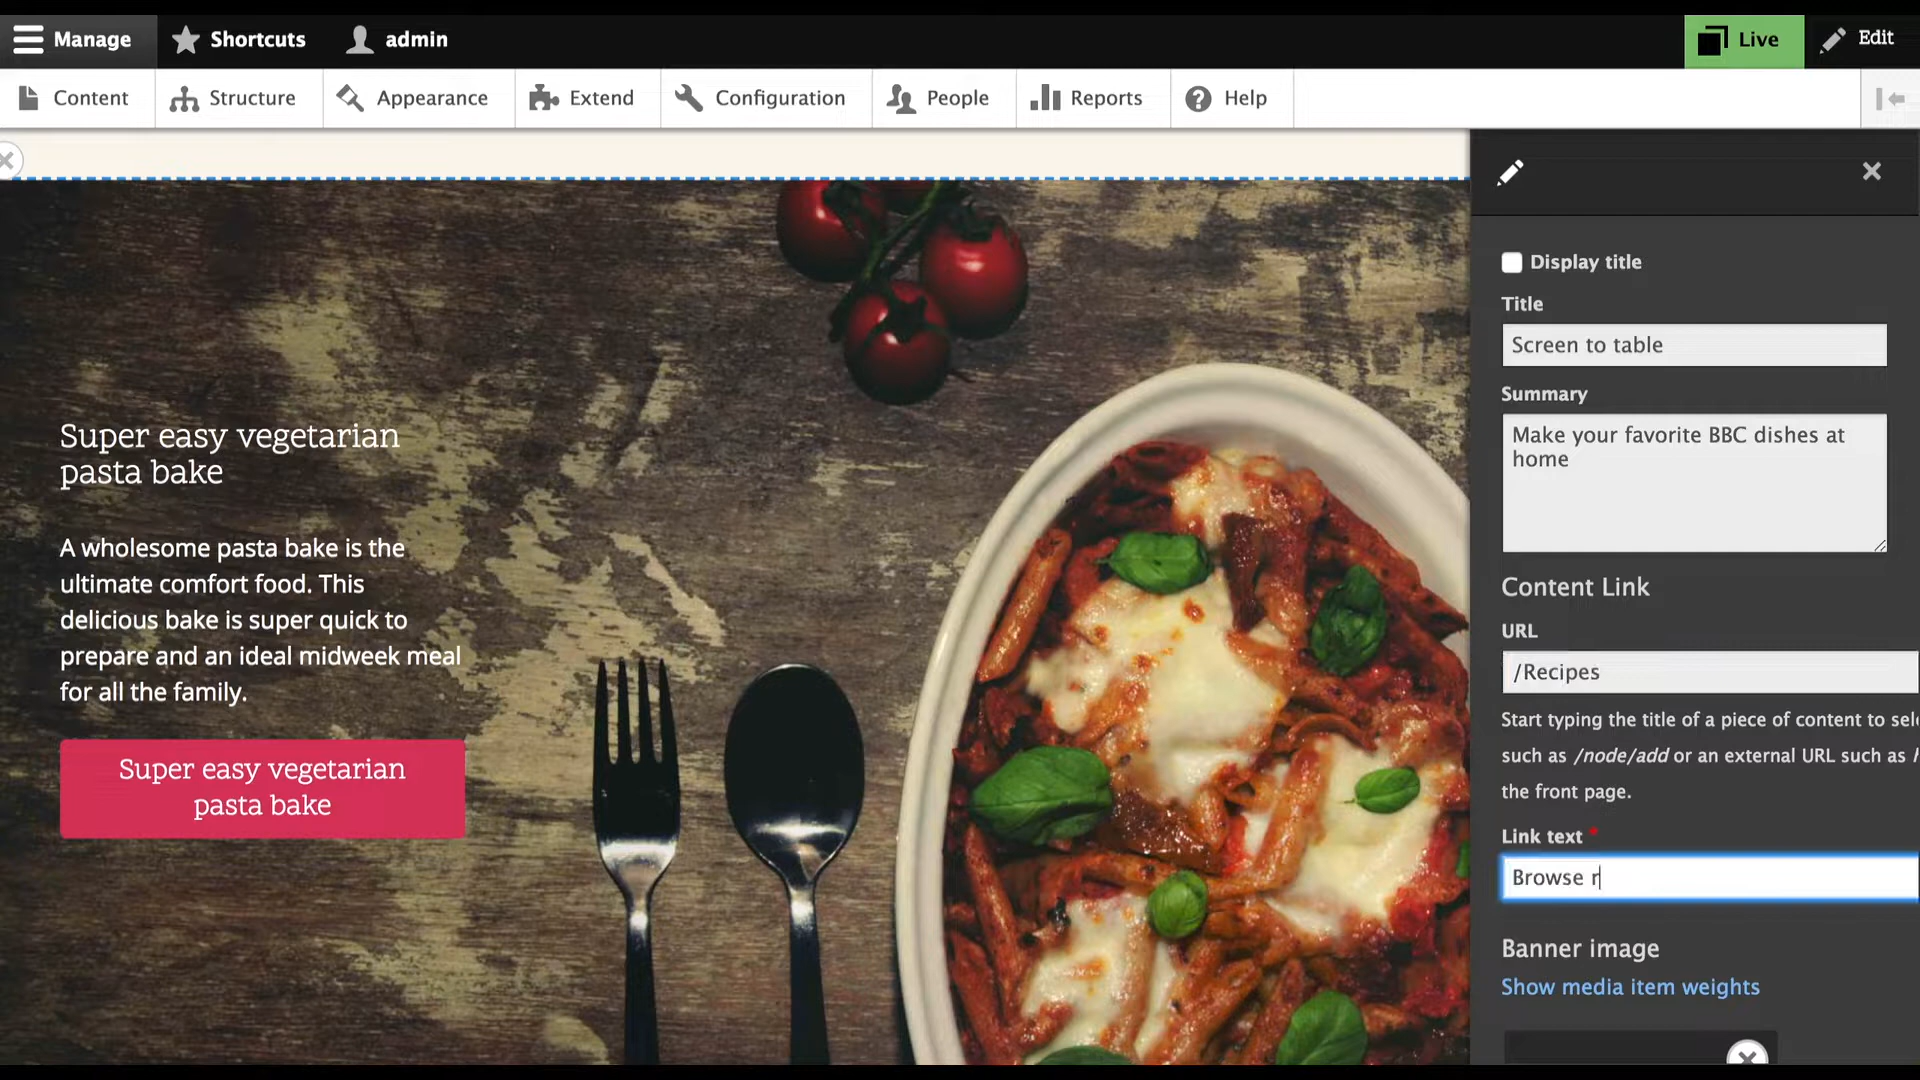 Manage
Shortcuts
admin
Live
Edit
Content
Structure
Appearance
Extend
Configuration
People
Reports
Help
Super easy vegetarian
pasta bake
A wholesome pasta bake is the
ultimate comfort food. This
delicious bake is super quick to
prepare and an ideal midweek meal
for all the family.
Super easy vegetarian
pasta bake
Display title
Title
Screen to table
Summary
Make your favorite BBC dishes at
home
Content Link
URL
/Recipes
Start typing the title of a piece of content to
such as /node/add or an external URL such as
the front page.
Link text *
Browse r
Banner image
Show media item weights